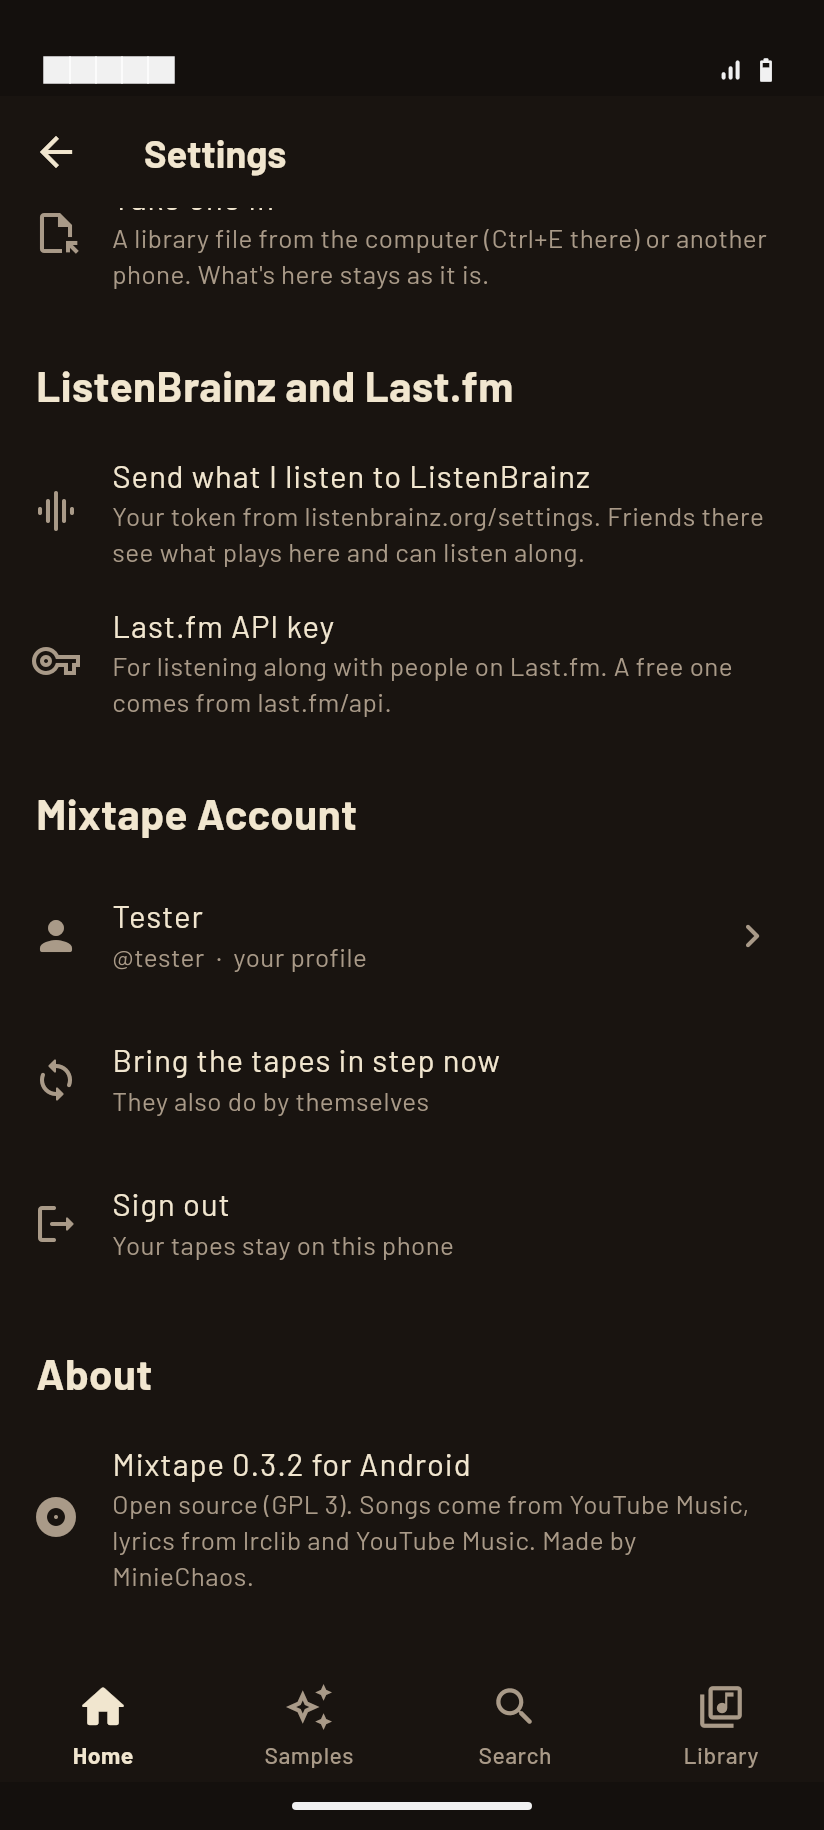 Settings
A library file from the computer (Ctrl+E there) or another
phone. What's here stays as it is.
ListenBrainz and Last.fm
Send what I listen to ListenBrainz
Your token from listenbrainz.org/settings. Friends there
see what plays here and can listen along.
Last.fm API key
For listening along with people on Last.fm. A free one
comes from last.fm/api.
Mixtape Account
Tester
@tester · your profile
Bring the tapes in step now
They also do by themselves
Sign out
Your tapes stay on this phone
About
Mixtape 0.3.2 for Android
Open source (GPL 3). Songs come from YouTube Music,
lyrics from lrclib and YouTube Music. Made by
MinieChaos.
Home
Samples
Search
Library